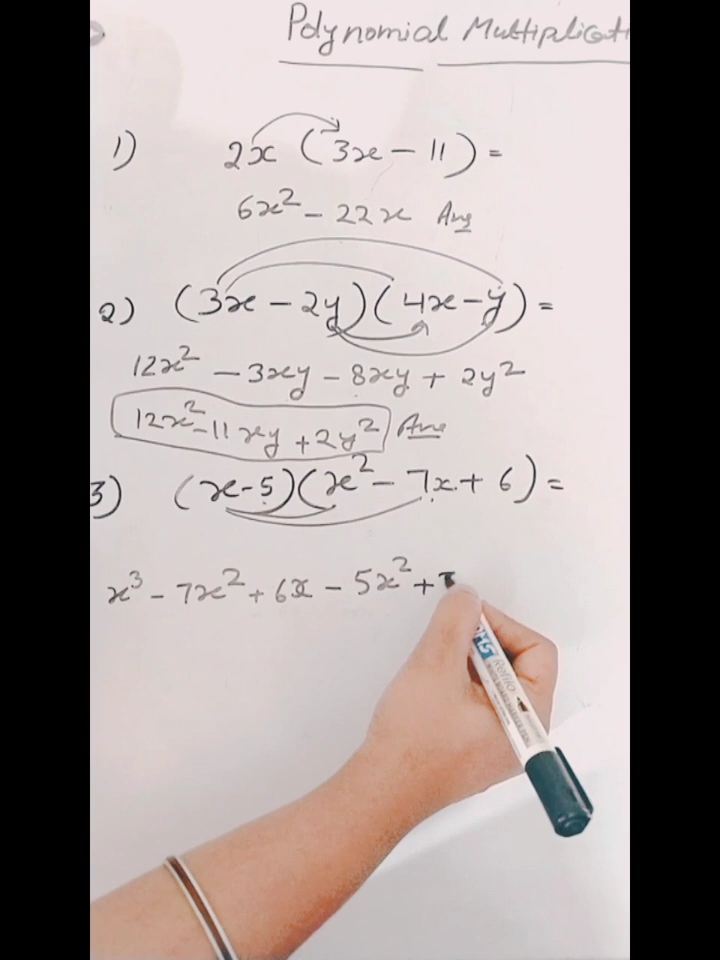 Polynomial Multiplicati
1) 2x (3x - 11) =
6x² - 22x Ans
2) (3x - 2y)(4x - y) =
12x² - 3xy - 8xy + 2y²
12x² - 11xy + 2y² Ans
3) (x - 5)(x² - 7x + 6) =
x³ - 7x² + 6x - 5x² +
Refilo